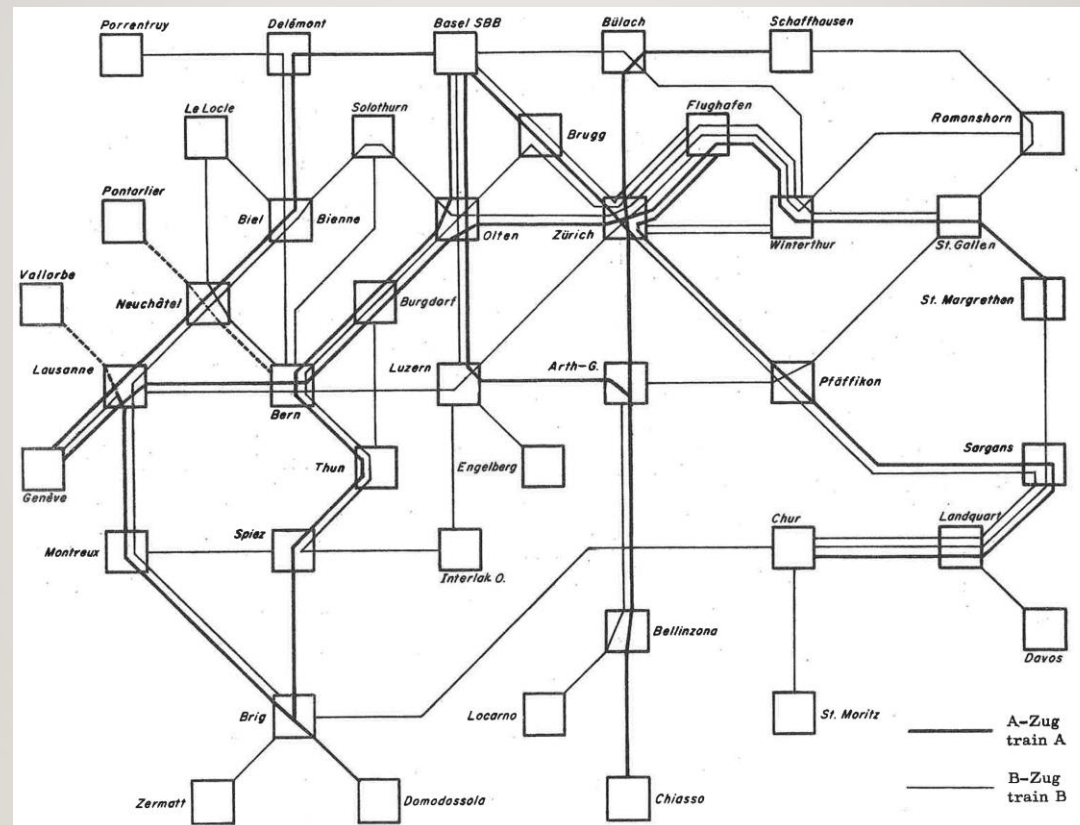 Porrentruy
Delémont
Basel SBB
Bülach
Schaffhausen
Le Locle
Solothurn
Brugg
Flughafen
Romanshorn
Pontarlier
Biel
Bienne
Olten
Zürich
Winterthur
St. Gallen
Vallorbe
Neuchâtel
Burgdorf
St. Margrethen
Lausanne
Bern
Luzern
Arth-G.
Pfäffikon
Genève
Thun
Engelberg
Sargans
Montreux
Spiez
Interlak. O.
Chur
Landquart
Bellinzona
Davos
Brig
Locarno
St. Moritz
A-Zug
train A
Zermatt
Domodossola
Chiasso
B-Zug
train B